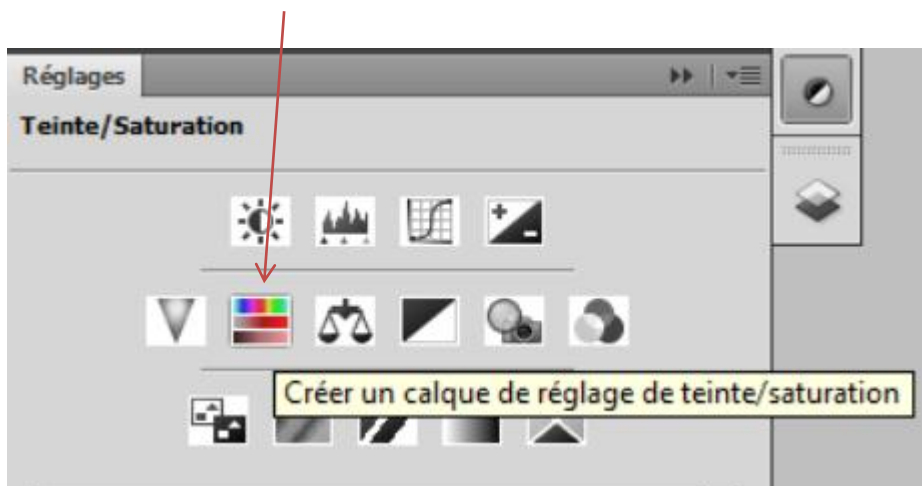 Réglages
Teinte/Saturation
Créer un calque de réglage de teinte/saturation